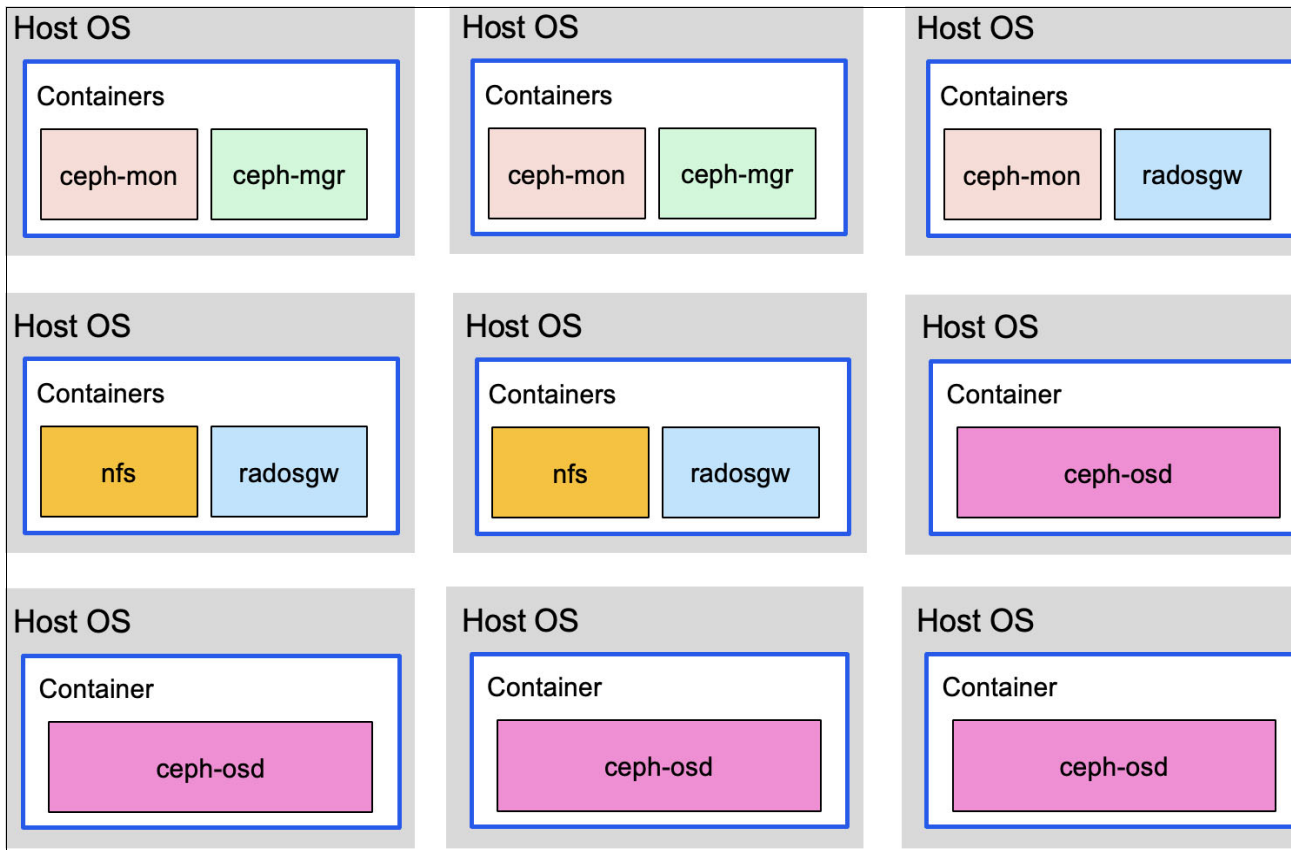 Host OS
Containers
ceph-mon
ceph-mgr
Host OS
Containers
ceph-mon
ceph-mgr
Host OS
Containers
ceph-mon
radosgw
Host OS
Containers
nfs
radosgw
Host OS
Containers
nfs
radosgw
Host OS
Container
ceph-osd
Host OS
Container
ceph-osd
Host OS
Container
ceph-osd
Host OS
Container
ceph-osd